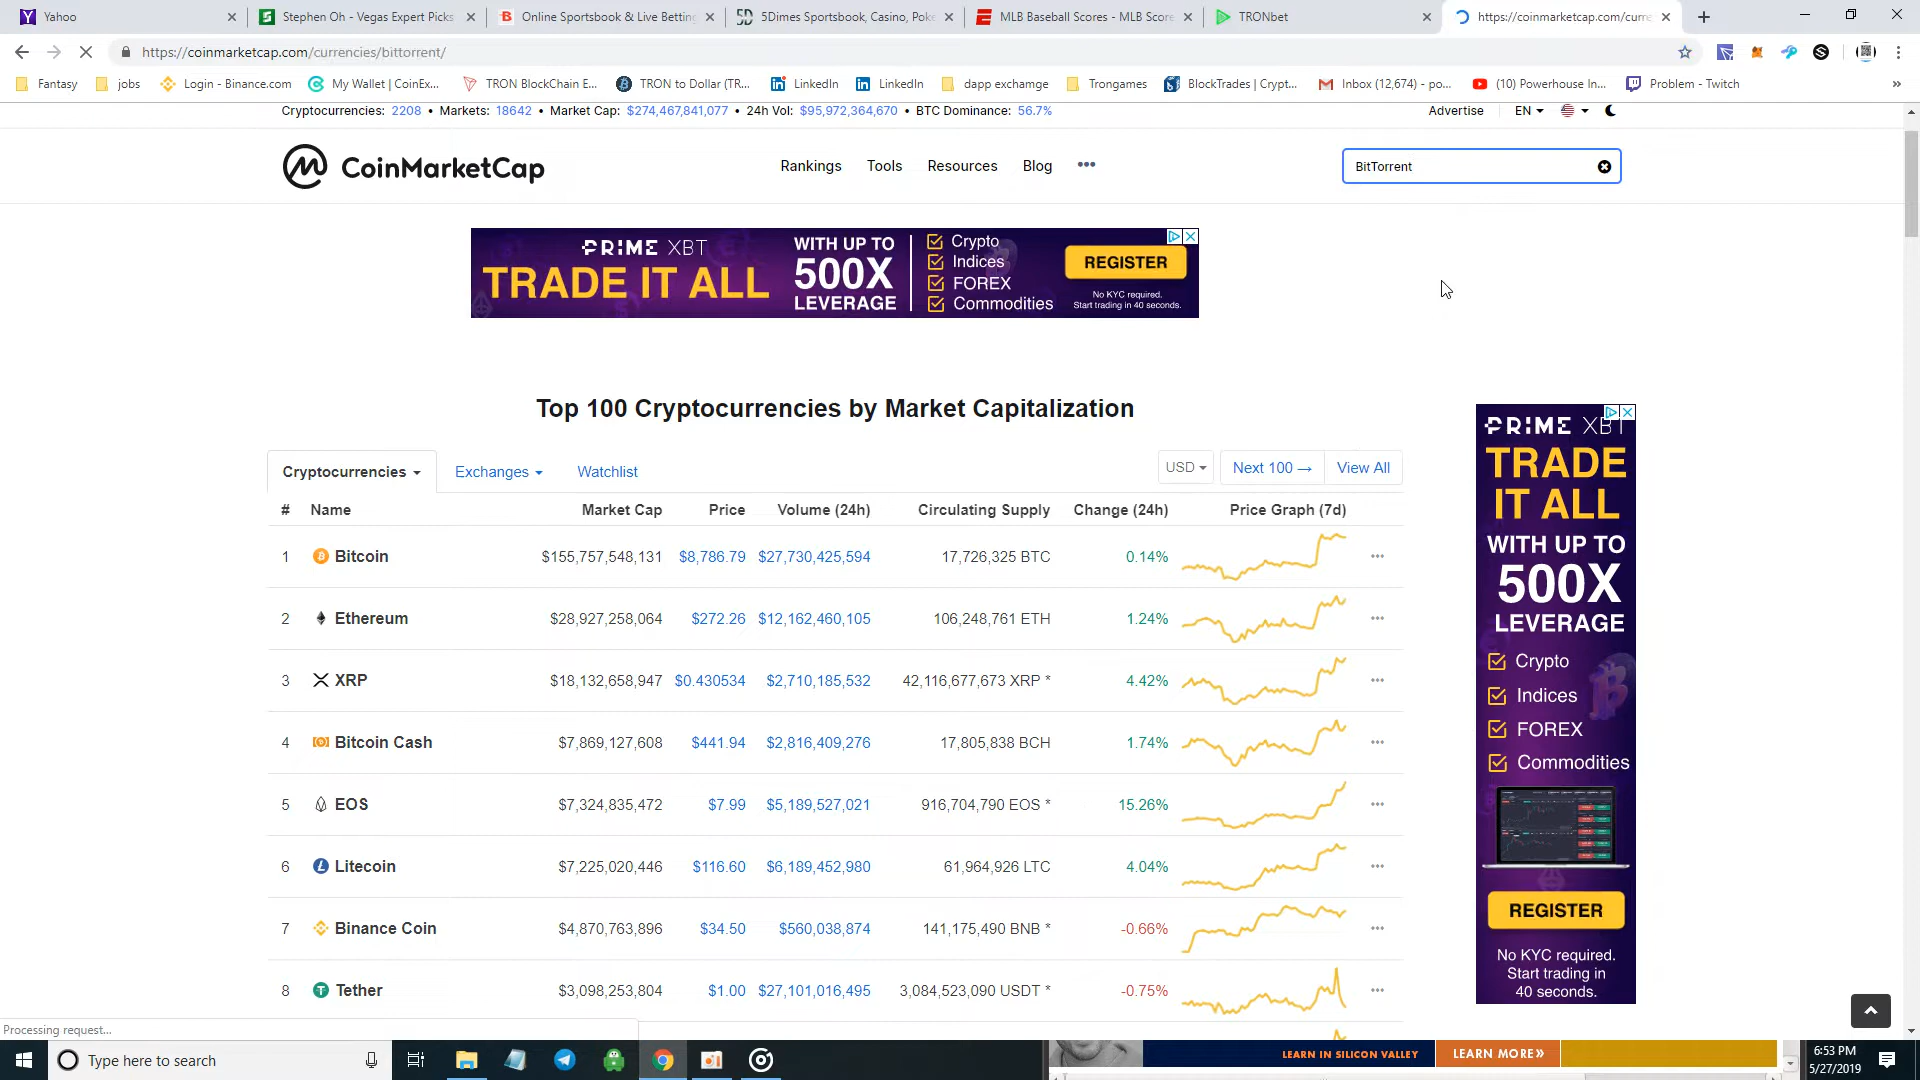 Yahoo
Stephen Oh - Vegas Expert Picks
Online Sportsbook & Live Betting
5Dimes Sportsbook, Casino, Poke
MLB Baseball Scores - MLB Score
TRONbet
https://coinmarketcap.com/curre
https://coinmarketcap.com/currencies/bittorrent/
Fantasy
jobs
Login - Binance.com
My Wallet | CoinEx...
TRON BlockChain E...
TRON to Dollar (TR...
LinkedIn
LinkedIn
dapp exchamge
Trongames
BlockTrades | Crypt...
Inbox (12,674) - po...
(10) Powerhouse In...
Problem - Twitch
»
Cryptocurrencies: 2208 • Markets: 18642 • Market Cap: $274,467,841,077 • 24h Vol: $95,972,364,670 • BTC Dominance: 56.7%
Advertise
EN
CoinMarketCap
Rankings
Tools
Resources
Blog
•••
BitTorrent
PRIME XBT
TRADE IT ALL
WITH UP TO
500X
LEVERAGE
Crypto
Indices
FOREX
Commodities
REGISTER
No KYC required.
Start trading in 40 seconds.
Top 100 Cryptocurrencies by Market Capitalization
Cryptocurrencies
Exchanges
Watchlist
USD
Next 100 →
View All
# Name Market Cap Price Volume (24h) Circulating Supply Change (24h) Price Graph (7d)
1 Bitcoin $155,757,548,131 $8,786.79 $27,730,425,594 17,726,325 BTC 0.14%
2 Ethereum $28,927,258,064 $272.26 $12,162,460,105 106,248,761 ETH 1.24%
3 XRP $18,132,658,947 $0.430534 $2,710,185,532 42,116,677,673 XRP * 4.42%
4 Bitcoin Cash $7,869,127,608 $441.94 $2,816,409,276 17,805,838 BCH 1.74%
5 EOS $7,324,835,472 $7.99 $5,189,527,021 916,704,790 EOS * 15.26%
6 Litecoin $7,225,020,446 $116.60 $6,189,452,980 61,964,926 LTC 4.04%
7 Binance Coin $4,870,763,896 $34.50 $560,038,874 141,175,490 BNB * -0.66%
8 Tether $3,098,253,804 $1.00 $27,101,016,495 3,084,523,090 USDT * -0.75%
PRIME XBT
TRADE
IT ALL
WITH UP TO
500X
LEVERAGE
Crypto
Indices
FOREX
Commodities
REGISTER
No KYC required.
Start trading in
40 seconds.
Processing request...
Type here to search
LEARN IN SILICON VALLEY
LEARN MORE»
6:53 PM
5/27/2019